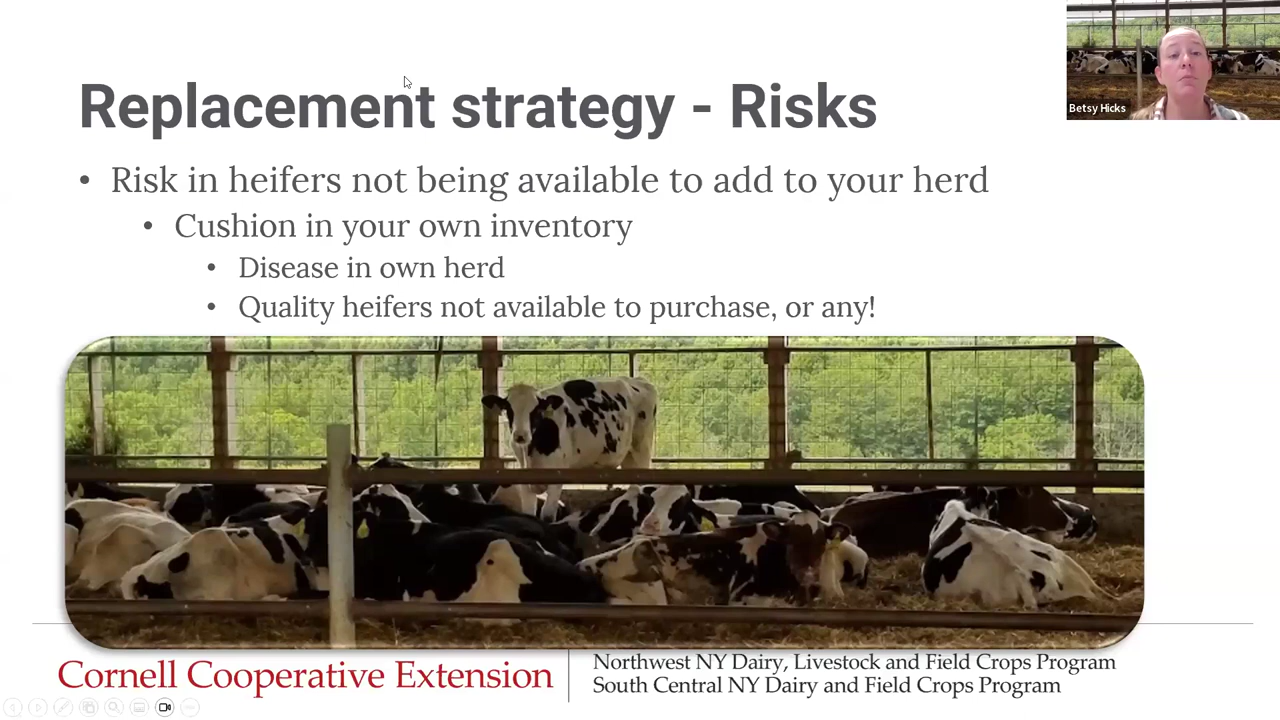 Replacement strategy - Risks
Betsy Hicks
• Risk in heifers not being available to add to your herd
• Cushion in your own inventory
• Disease in own herd
• Quality heifers not available to purchase, or any!
Cornell Cooperative Extension
Northwest NY Dairy, Livestock and Field Crops Program
South Central NY Dairy and Field Crops Program